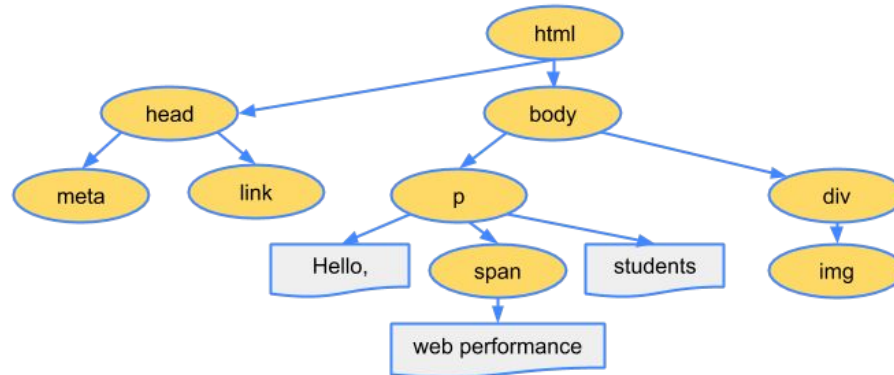 html
head
body
meta
link
p
div
Hello,
span
students
img
web performance